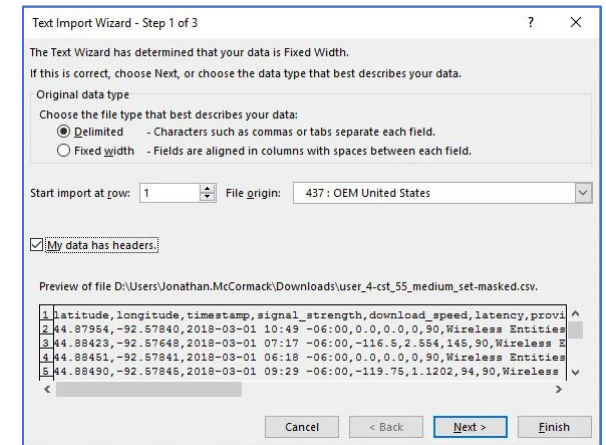 Text Import Wizard - Step 1 of 3 ? ×
The Text Wizard has determined that your data is Fixed Width.
If this is correct, choose Next, or choose the data type that best describes your data.
Original data type
Choose the file type that best describes your data:
Delimited - Characters such as commas or tabs separate each field.
Fixed width - Fields are aligned in columns with spaces between each field.
Start import at row: 1 File origin: 437 : OEM United States
My data has headers.
Preview of file D:\Users\Jonathan.McCormack\Downloads\user_4-cst_55_medium_set-masked.csv.
1 latitude,longitude,timestamp,signal_strength,download_speed,latency,provi
2 44.87954,-92.57840,2018-03-01 10:49 -06:00,0.0,0.0,0,90,Wireless Entities
3 44.88423,-92.57648,2018-03-01 07:17 -06:00,-116.5,2.554,145,90,Wireless E
4 44.88451,-92.57841,2018-03-01 06:18 -06:00,0.0,0.0,0,90,Wireless Entities
5 44.88490,-92.57845,2018-03-01 09:29 -06:00,-119.75,1.1202,94,90,Wireless
Cancel < Back Next > Finish